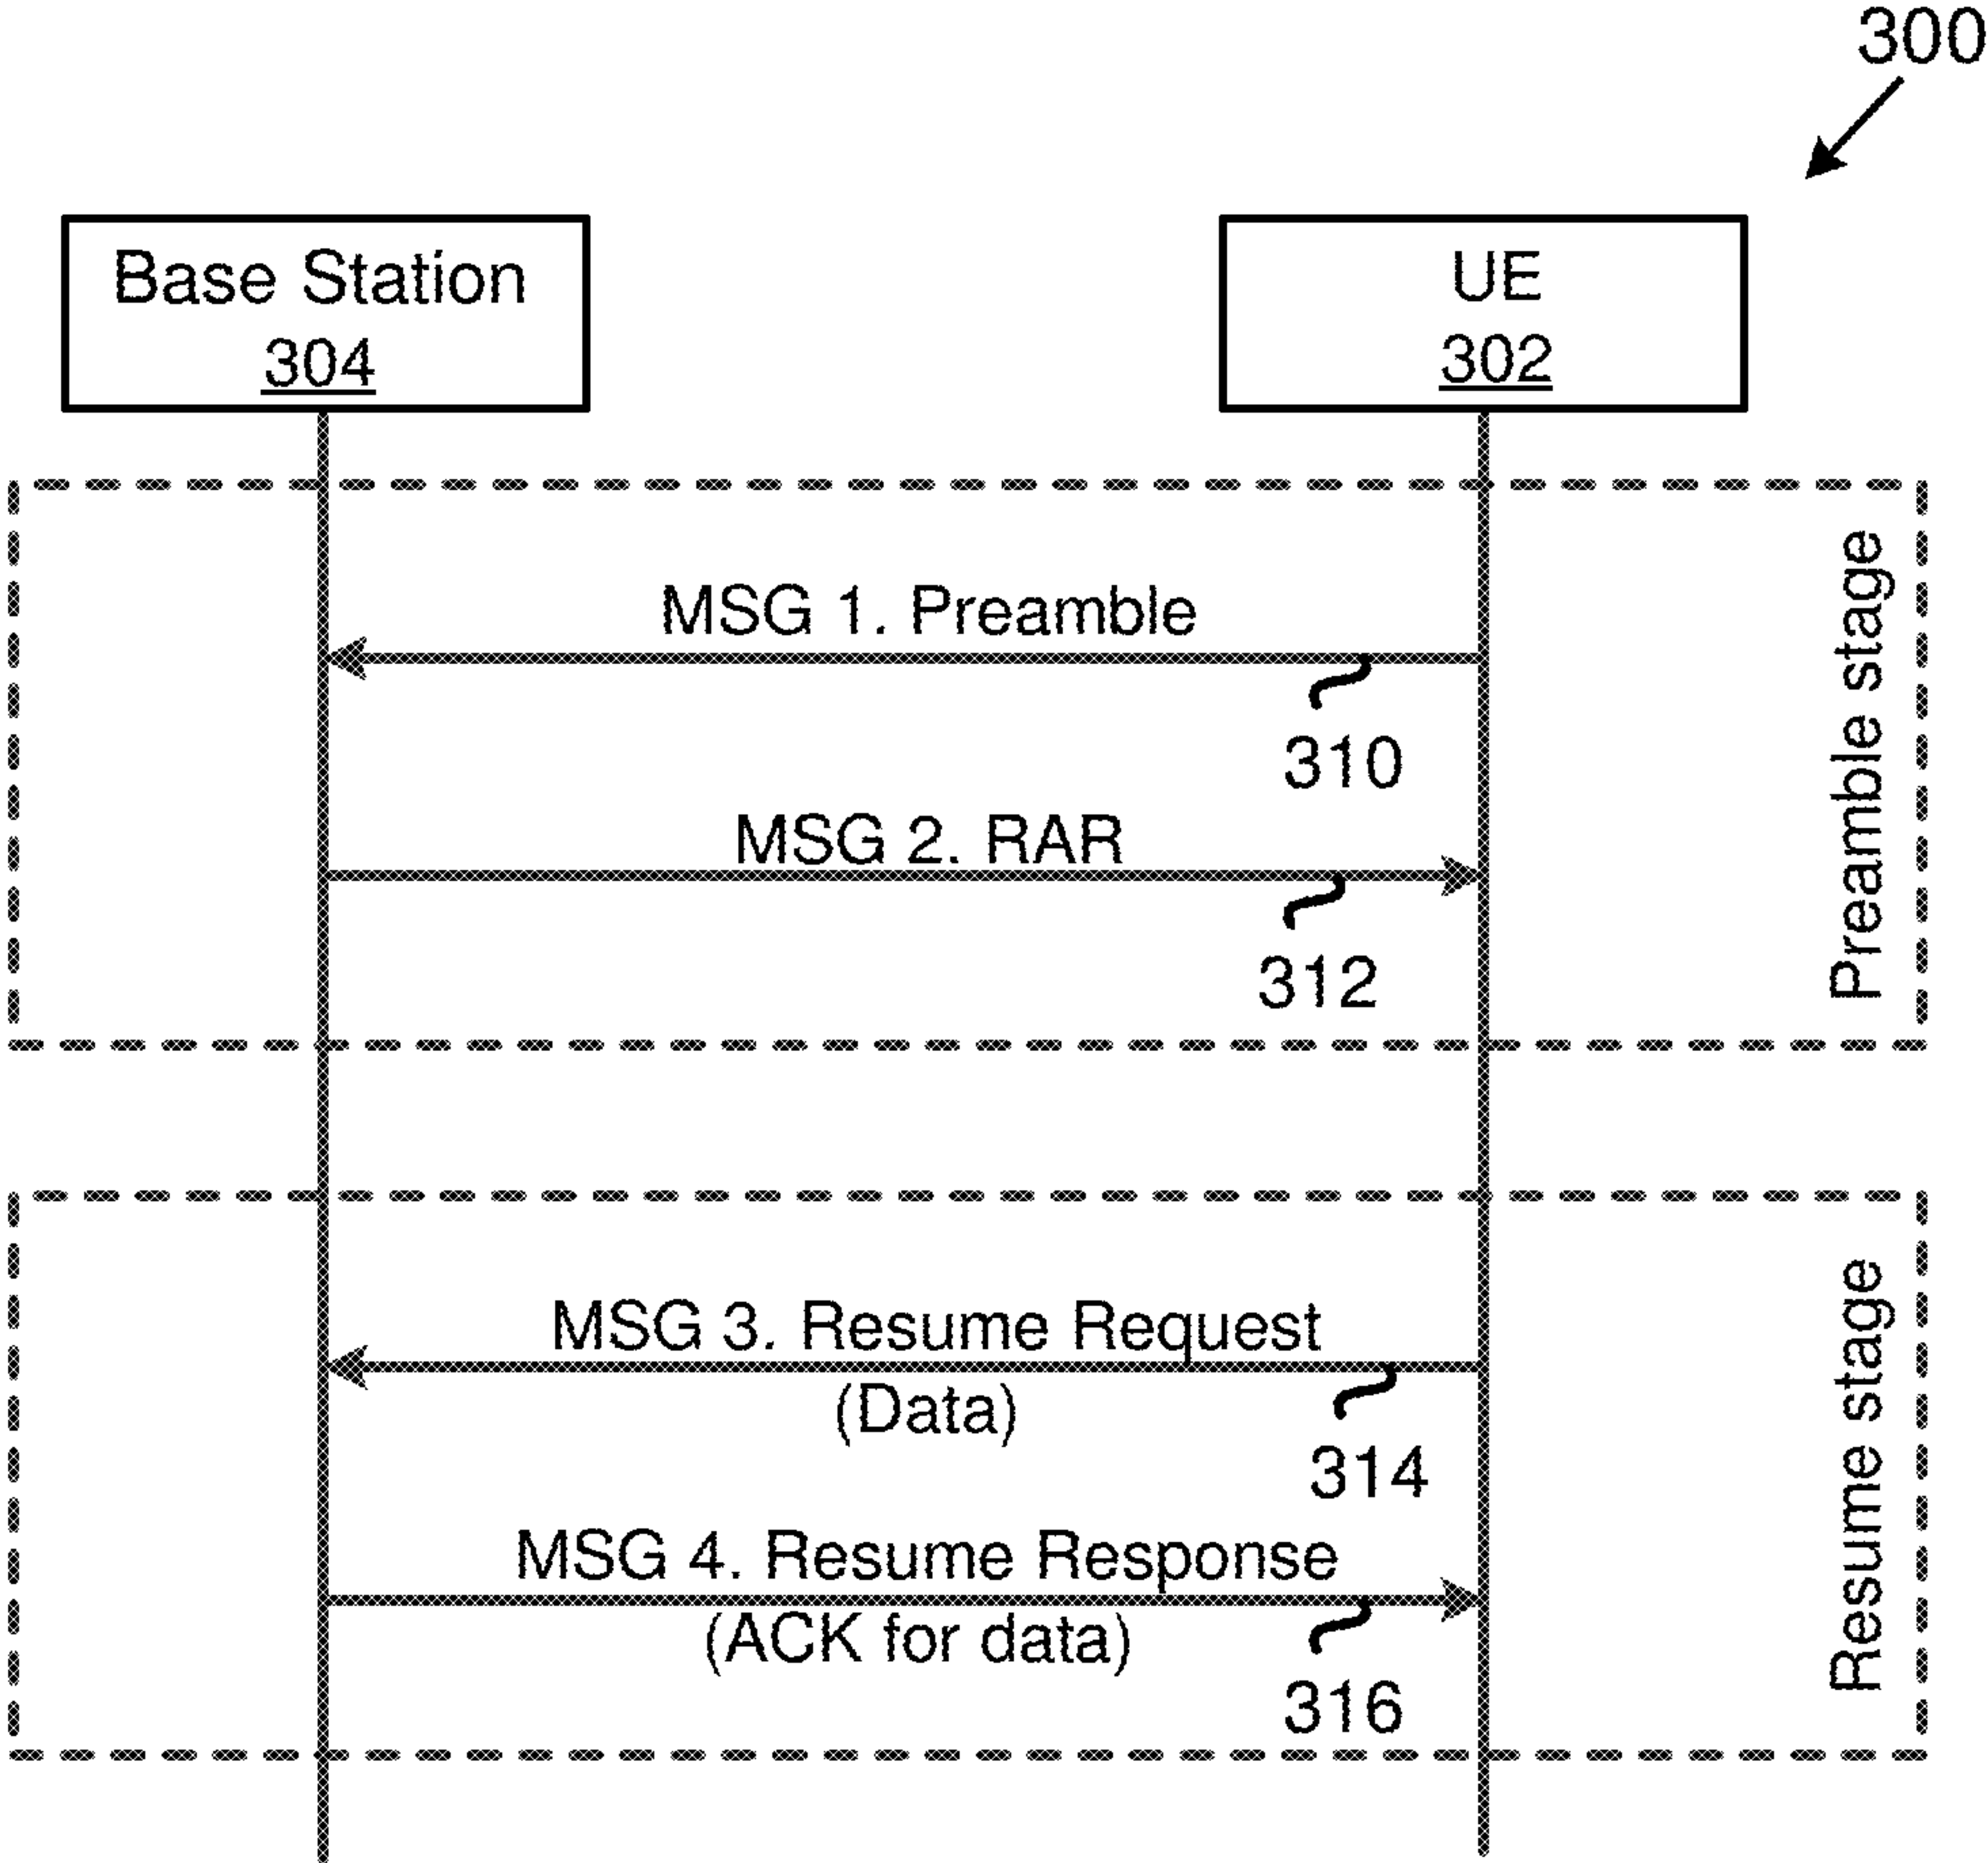 300
Base Station
304
UE
302
MSG 1. Preamble
310
MSG 2. RAR
312
Preamble stage
MSG 3. Resume Request
(Data)
314
MSG 4. Resume Response
(ACK for data)
316
Resume stage